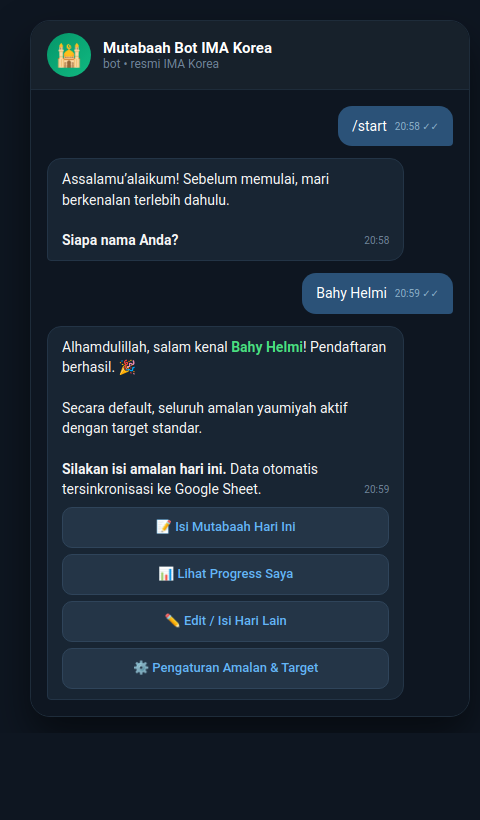 Mutabaah Bot IMA Korea
bot • resmi IMA Korea
/start 20:58 ✓✓
Assalamu’alaikum! Sebelum memulai, mari
berkenalan terlebih dahulu.
Siapa nama Anda? 20:58
Bahy Helmi 20:59 ✓✓
Alhamdulillah, salam kenal Bahy Helmi! Pendaftaran
berhasil. 🎉
Secara default, seluruh amalan yaumiyah aktif
dengan target standar.
Silakan isi amalan hari ini. Data otomatis
tersinkronisasi ke Google Sheet. 20:59
📝 Isi Mutabaah Hari Ini
📊 Lihat Progress Saya
✏️ Edit / Isi Hari Lain
⚙️ Pengaturan Amalan & Target